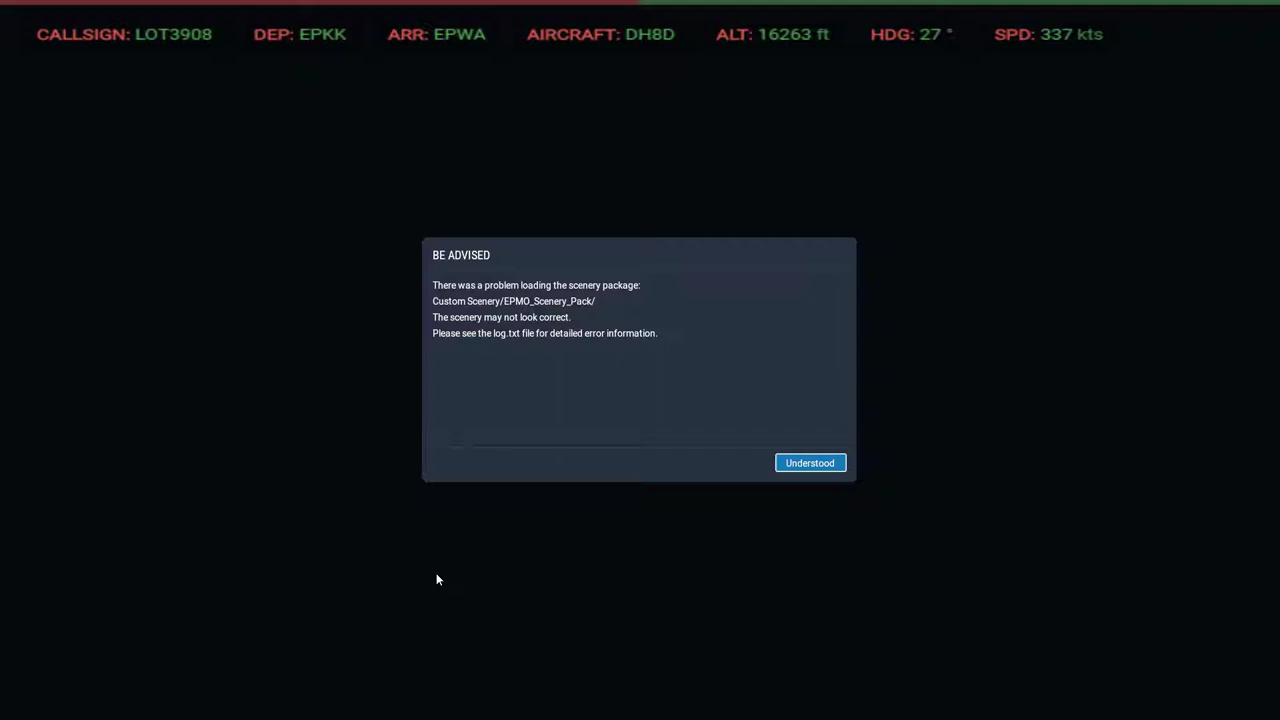 CALLSIGN: LOT3908 DEP: EPKK ARR: EPWA AIRCRAFT: DH8D ALT: 16263 ft HDG: 27 ° SPD: 337 kts
BE ADVISED
There was a problem loading the scenery package:
Custom Scenery/EPMO_Scenery_Pack/
The scenery may not look correct.
Please see the log.txt file for detailed error information.
Understood